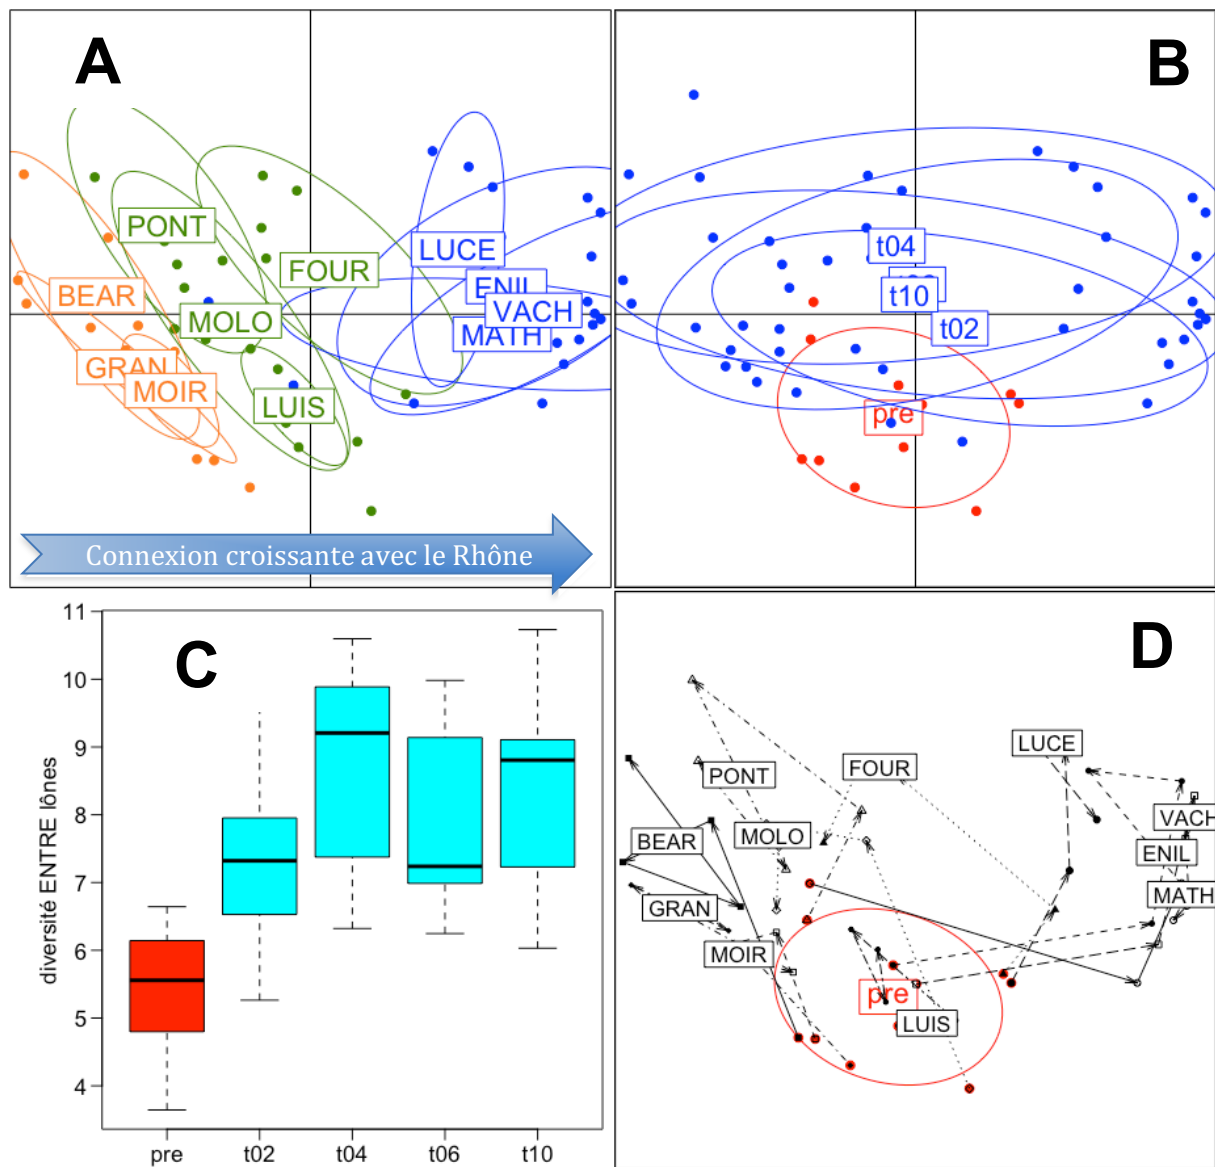 A
PONT
FOUR
LUCE
BEAR
ENIL
VACH
MOLO
MATH
GRAN
MOIR
LUIS
Connexion croissante avec le Rhône
B
t04
t10
t02
pre
C
diversité ENTRE lônes
11
10
9
8
7
6
5
4
pre
t02
t04
t06
t10
D
LUCE
FOUR
PONT
VACH
MOLO
BEAR
ENIL
MATH
GRAN
MOIR
pre
LUIS